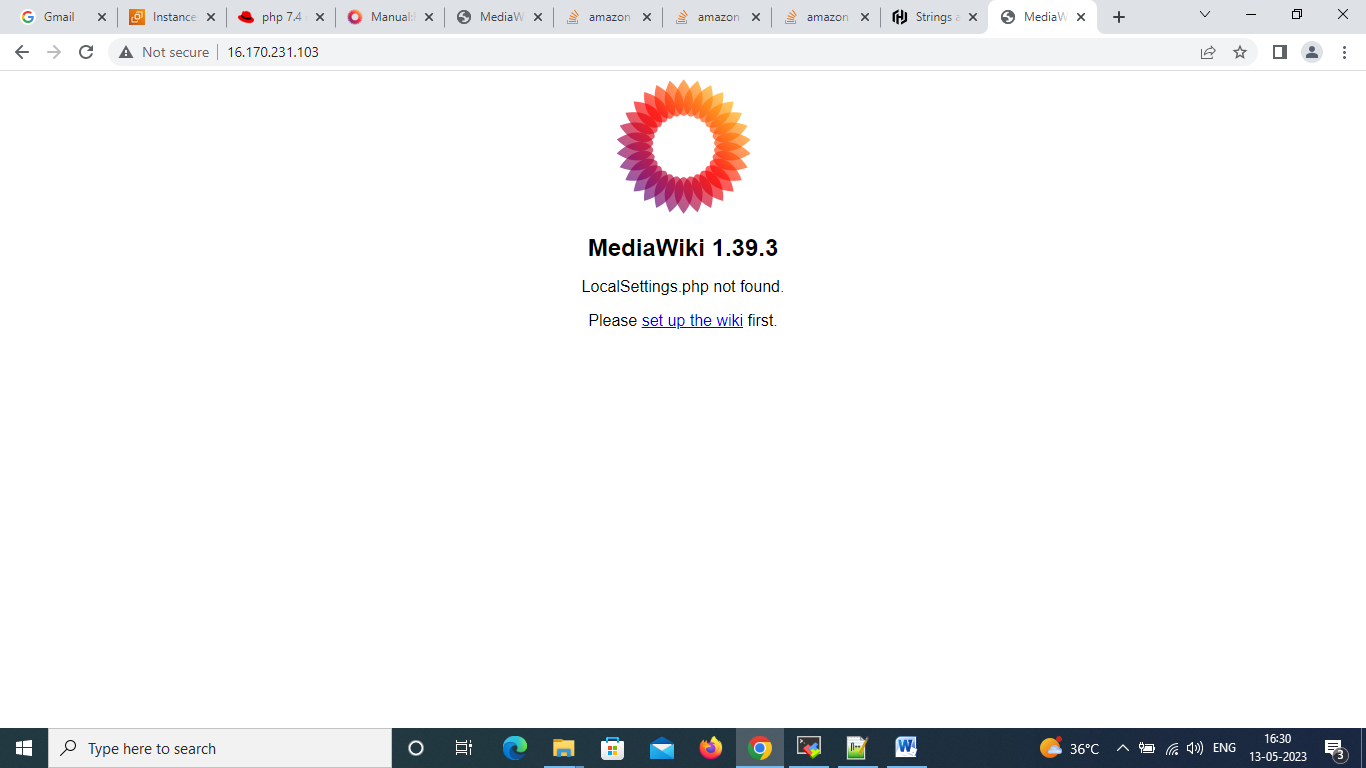 Gmail
Instance
php 7.4
Manual:
MediaW
amazon
amazon
amazon
Strings a
MediaW
Not secure
16.170.231.103
MediaWiki 1.39.3
LocalSettings.php not found.
Please set up the wiki first.
Type here to search
36°C
ENG
16:30
13-05-2023
3